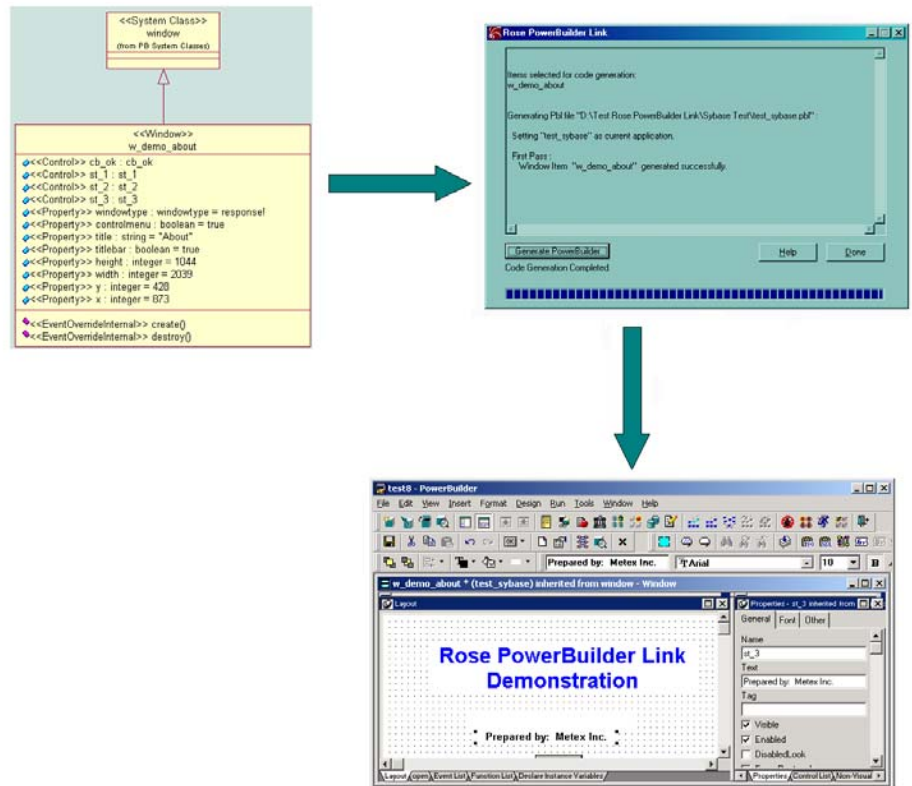 <<System Class>>
window
(from PB System Classes)
<<Window>>
w_demo_about
<<Control>> cb_ok : cb_ok
<<Control>> st_1 : st_1
<<Control>> st_2 : st_2
<<Control>> st_3 : st_3
<<Property>> windowtype : windowtype = response!
<<Property>> controlmenu : boolean = true
<<Property>> title : string = "About"
<<Property>> titlebar : boolean = true
<<Property>> height : integer = 1044
<<Property>> width : integer = 2039
<<Property>> y : integer = 428
<<Property>> x : integer = 873
<<EventOverrideInternal>> create()
<<EventOverrideInternal>> destroy()
Rose PowerBuilder Link
Items selected for code generation:
w_demo_about
Generating Pbl file "D:\Test Rose PowerBuilder Link\Sybase Test\test_sybase.pbl" :
Setting "test_sybase" as current application.
First Pass :
Window Item "w_demo_about" generated successfully.
Generate PowerBuilder
Help
Done
Code Generation Completed
test8 - PowerBuilder
File Edit View Insert Format Design Run Tools Window Help
Prepared by: Metex Inc.
Arial
10
B
w_demo_about * (test_sybase) inherited from window - Window
Layout
Properties - st_3 inherited from
General Font Other
Name
st_3
Text
Prepared by: Metex Inc.
Tag
Visible
Enabled
DisabledLook
Rose PowerBuilder Link
Demonstration
Prepared by: Metex Inc.
Layout open Event List Function List Declare Instance Variables
Properties Control List Non-Visual